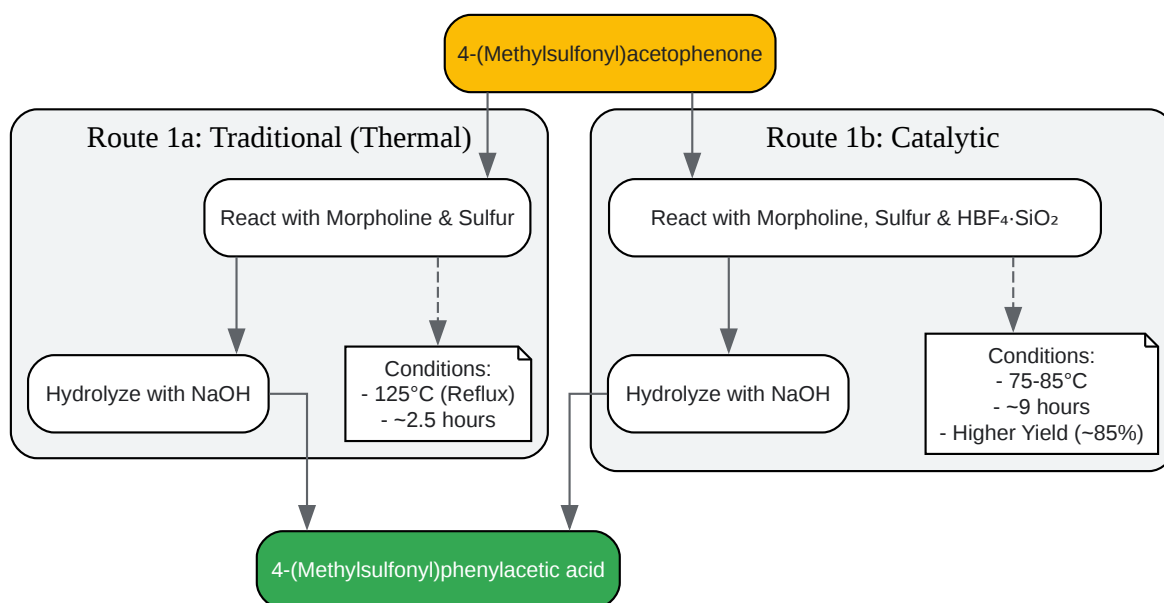 4-(Methylsulfonyl)acetophenone
Route 1a: Traditional (Thermal)
React with Morpholine & Sulfur
Hydrolyze with NaOH
Conditions:
- 125°C (Reflux)
- ~2.5 hours
Route 1b: Catalytic
React with Morpholine, Sulfur & HBF₄·SiO₂
Hydrolyze with NaOH
Conditions:
- 75-85°C
- ~9 hours
- Higher Yield (~85%)
4-(Methylsulfonyl)phenylacetic acid